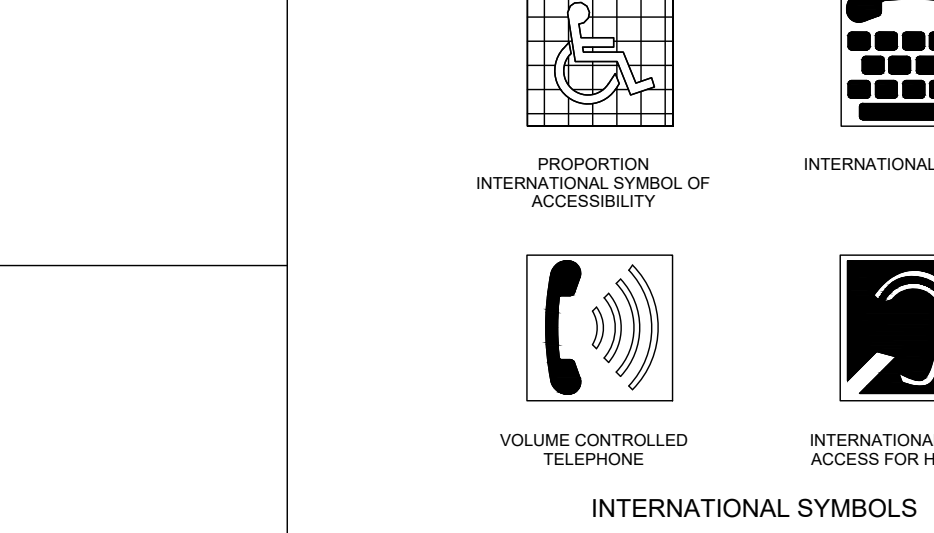 PROPORTION
INTERNATIONAL SYMBOL OF
ACCESSIBILITY
INTERNATIONAL
VOLUME CONTROLLED
TELEPHONE
INTERNATIONAL
ACCESS FOR
INTERNATIONAL SYMBOLS